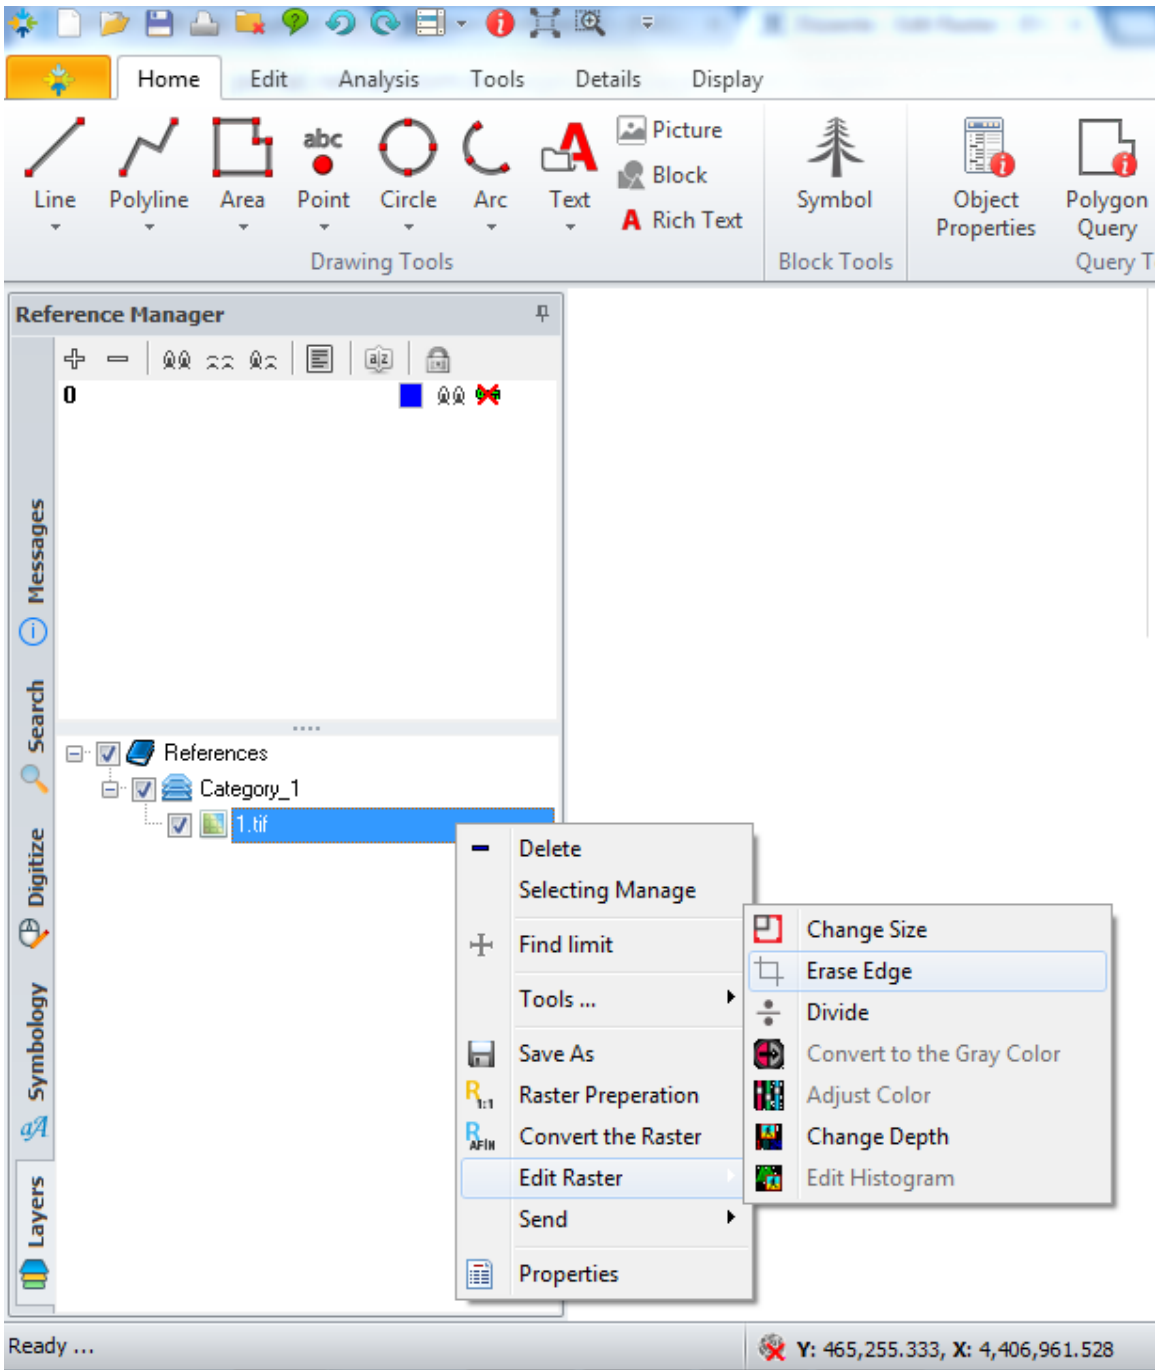 Home Edit Analysis Tools Details Display
abc
Line Polyline Area Point Circle Arc Text
Picture
Block
A Rich Text
Symbol
Object Properties
Polygon Query
Drawing Tools
Block Tools
Query T
Reference Manager
a|z
0
Messages
Search
Digitize
Symbology
Layers
References
Category_1
1.tif
Delete
Selecting Manage
Find limit
Tools ...
Save As
R 1:1 Raster Preperation
Convert the Raster
Edit Raster
Send
Properties
Change Size
Erase Edge
Divide
Convert to the Gray Color
Adjust Color
Change Depth
Edit Histogram
Ready ...
Y: 465,255.333, X: 4,406,961.528